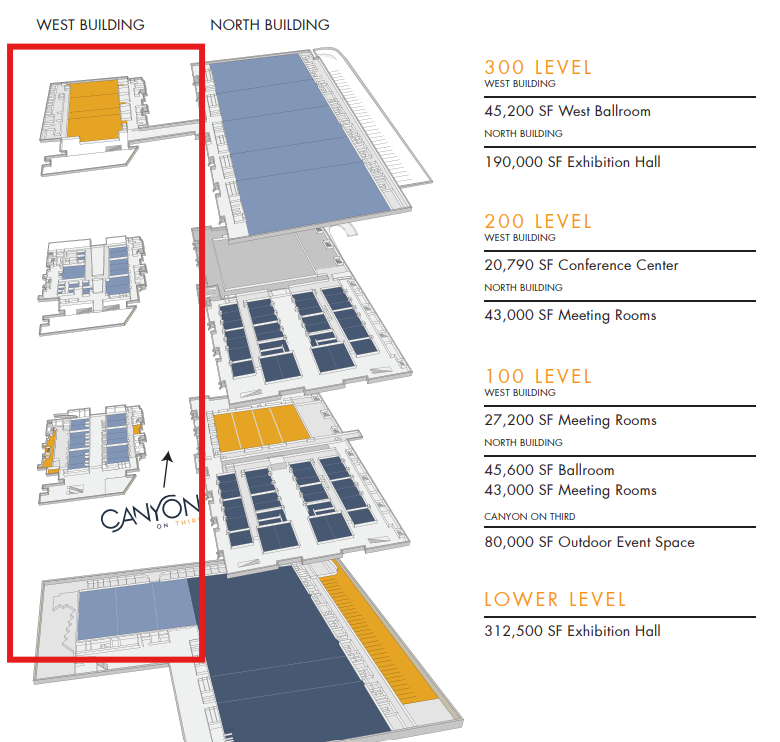 WEST BUILDING
NORTH BUILDING
CANYON
ON THIRD
300 LEVEL
WEST BUILDING
45,200 SF West Ballroom
NORTH BUILDING
190,000 SF Exhibition Hall
200 LEVEL
WEST BUILDING
20,790 SF Conference Center
NORTH BUILDING
43,000 SF Meeting Rooms
100 LEVEL
WEST BUILDING
27,200 SF Meeting Rooms
NORTH BUILDING
45,600 SF Ballroom
43,000 SF Meeting Rooms
CANYON ON THIRD
80,000 SF Outdoor Event Space
LOWER LEVEL
312,500 SF Exhibition Hall